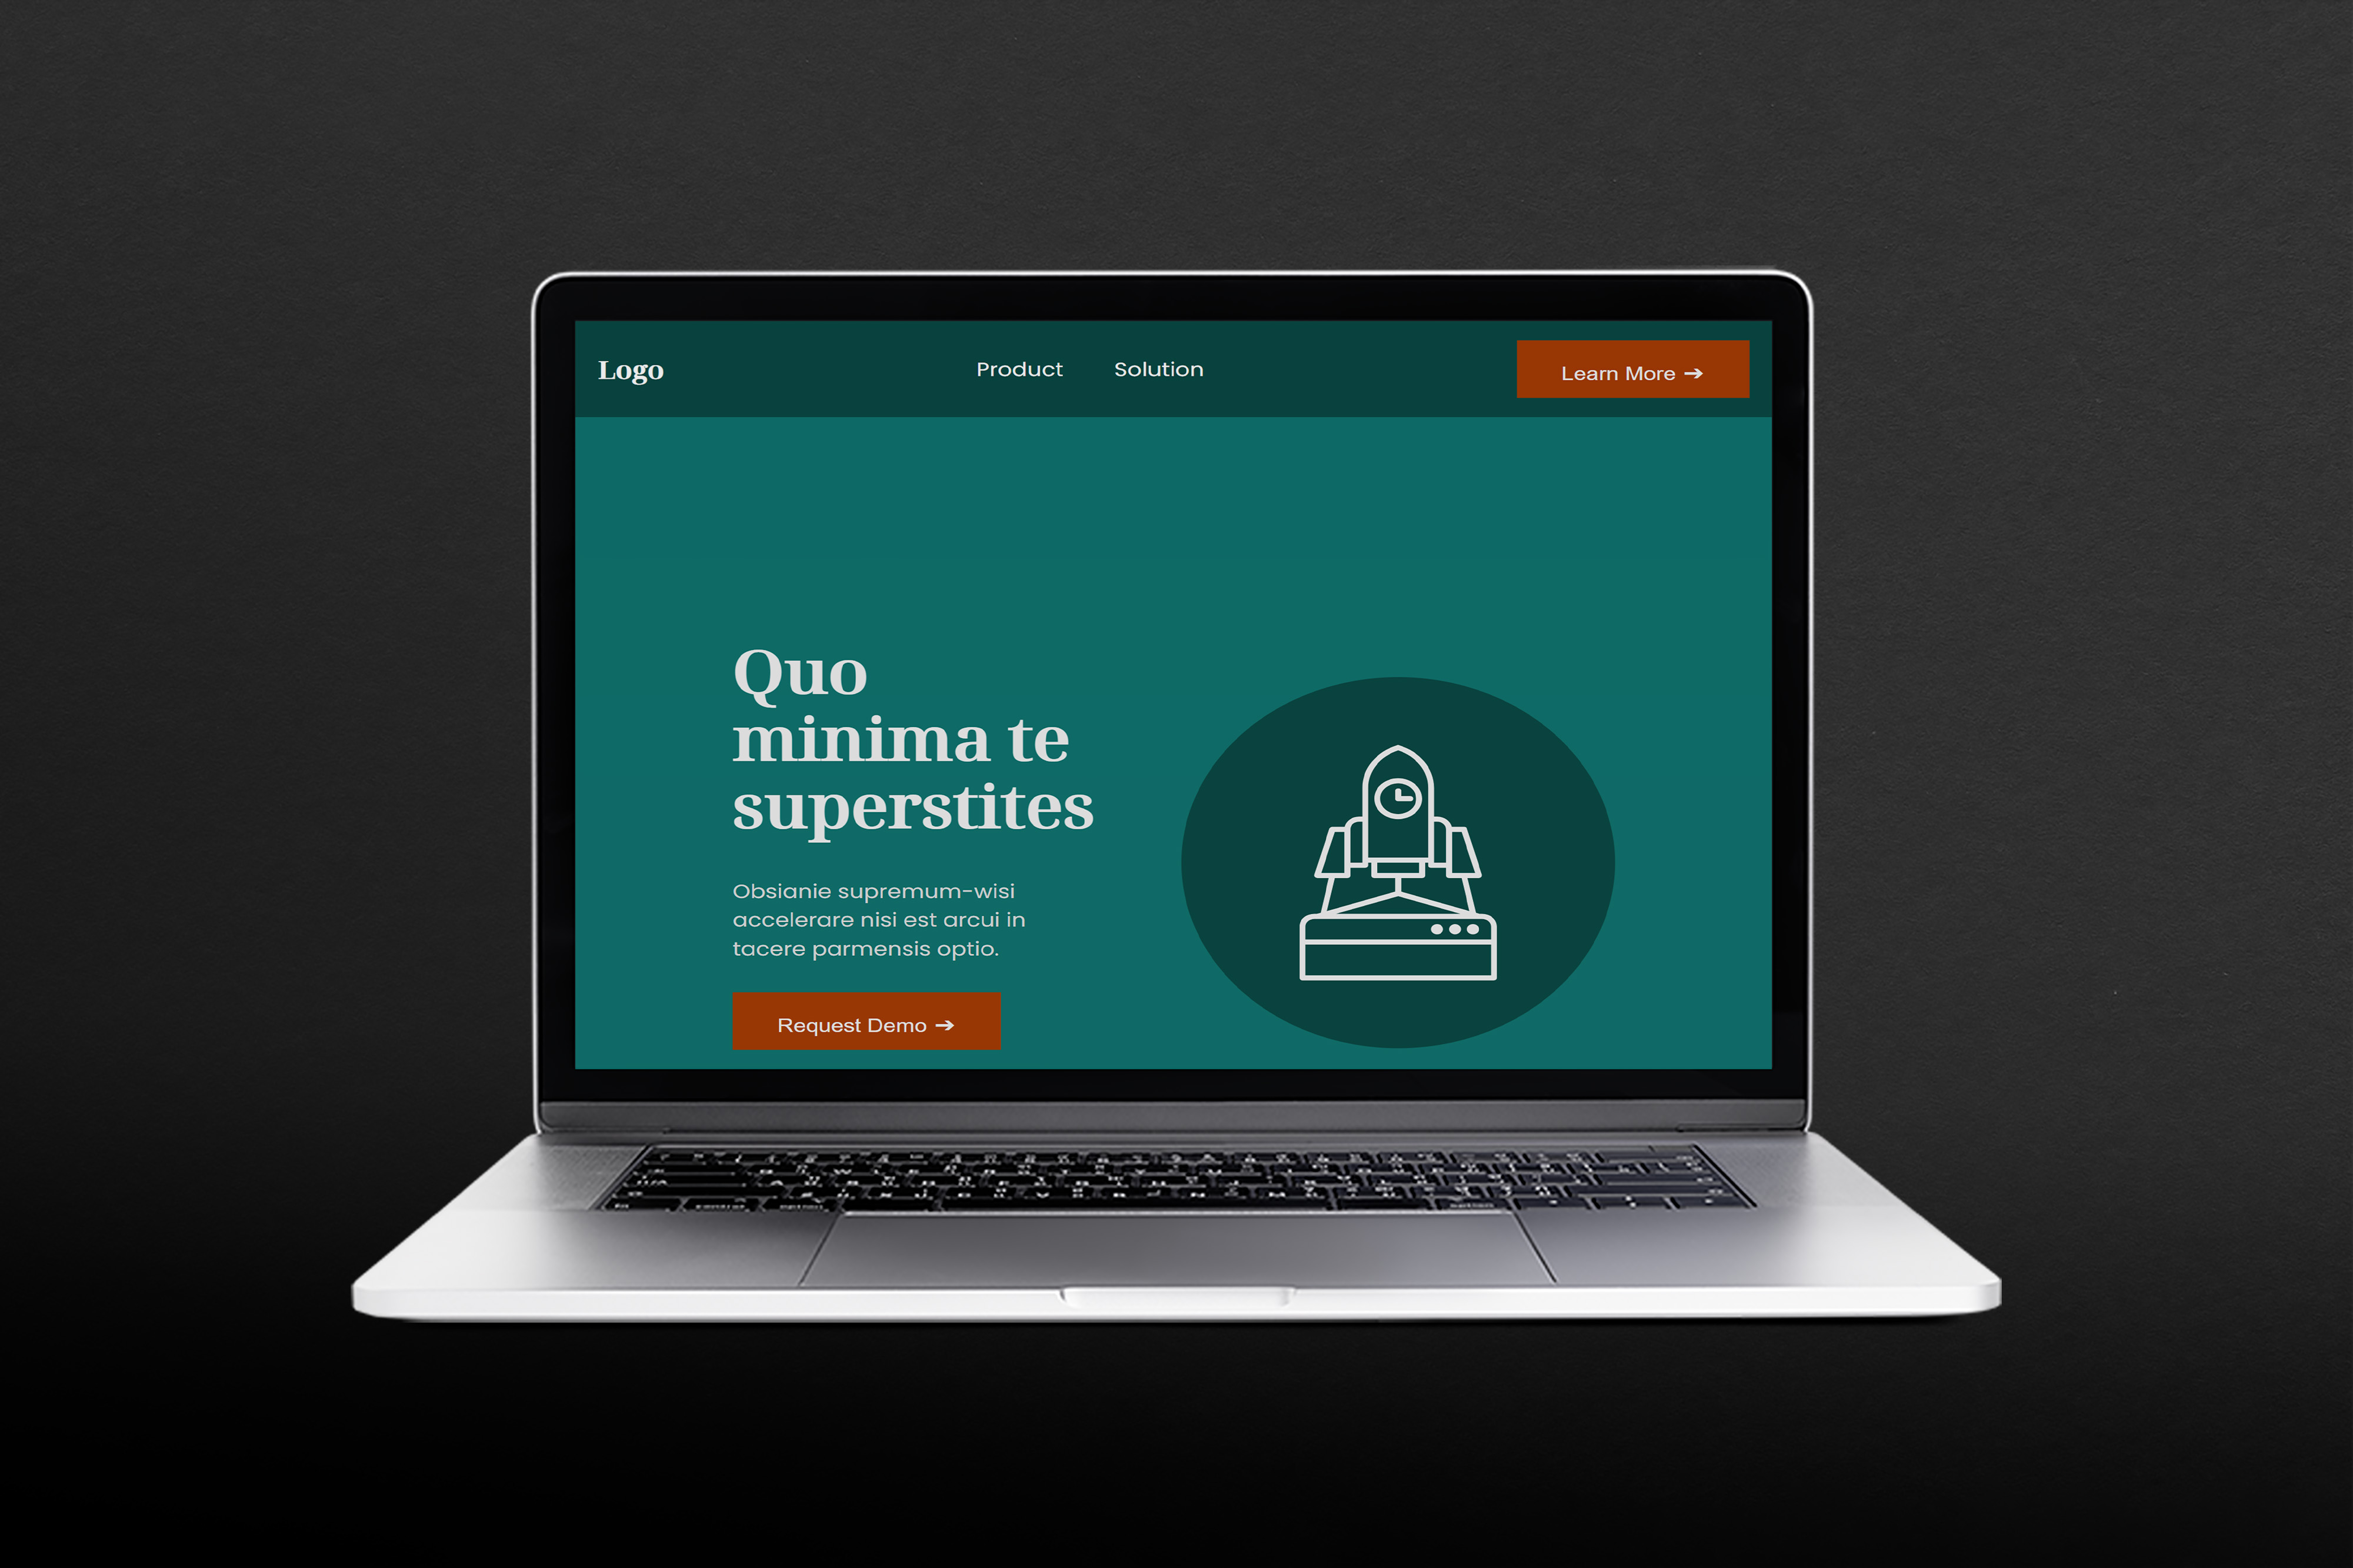 Logo
Product Solution
Learn More →
Quo
minima te
superstites
Obsianie supremum-wisi
accelerare nisi est arcui in
tacere parmensis optio.
Request Demo →